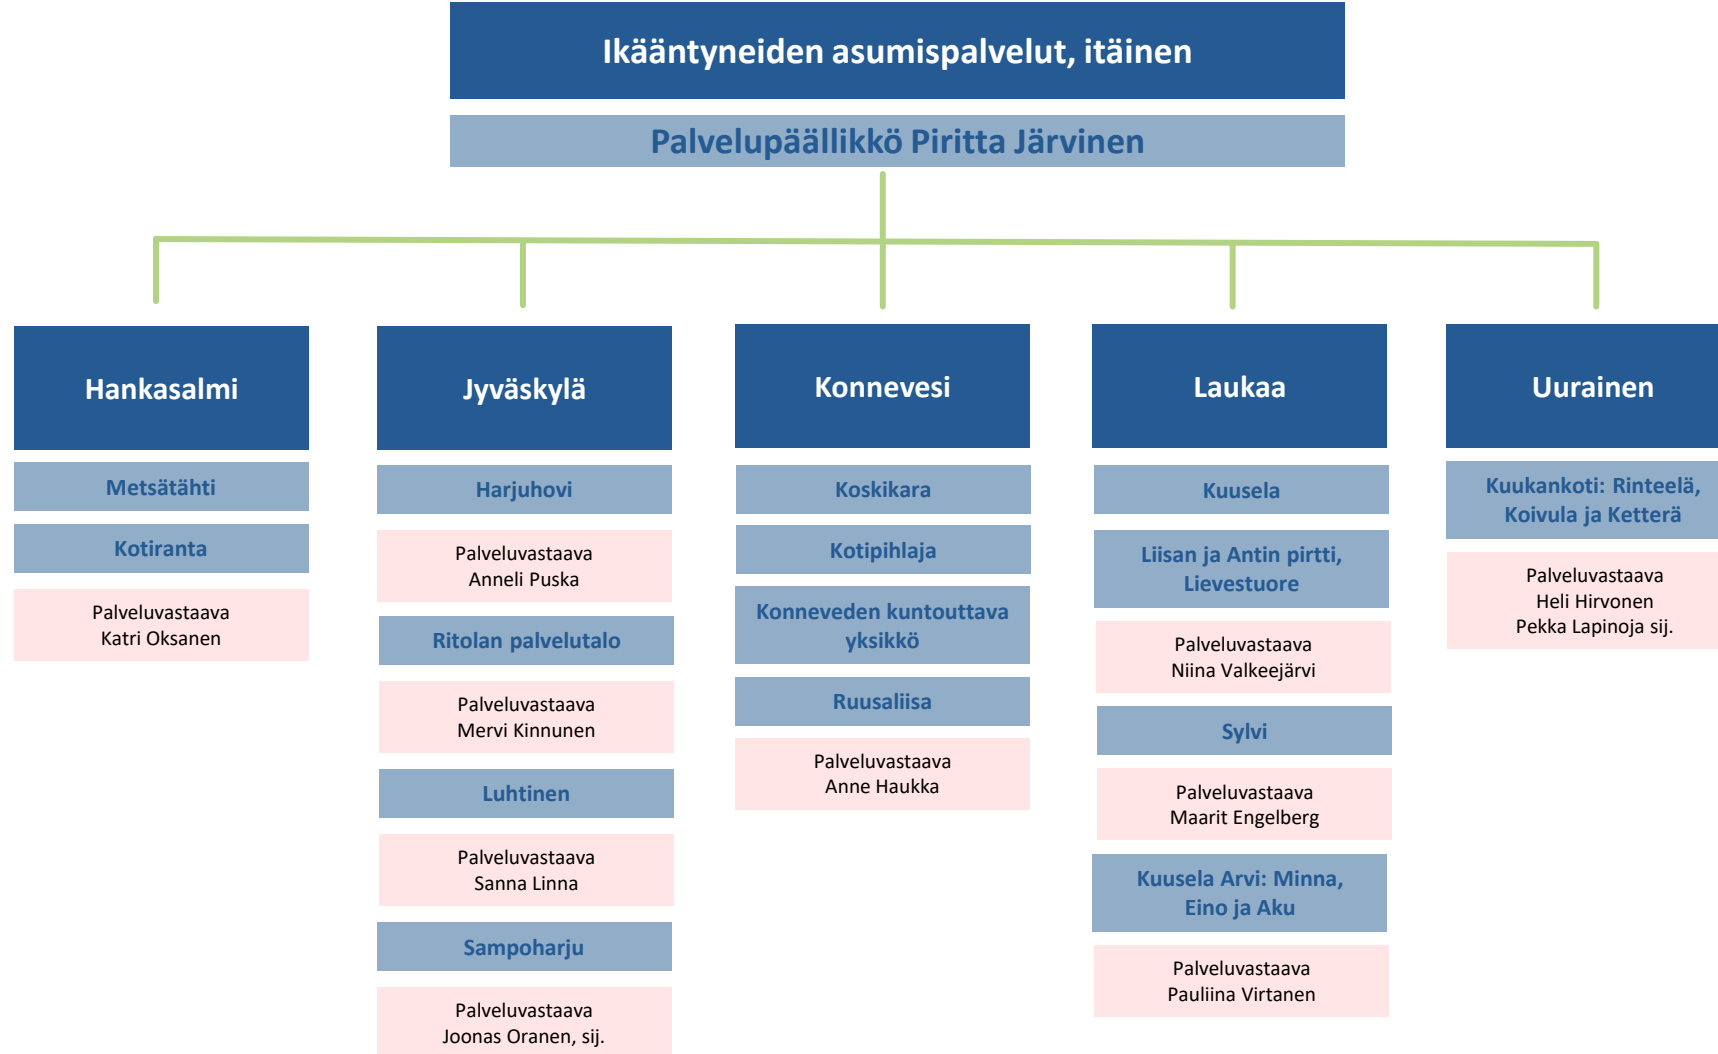 Ikääntyneiden asumispalvelut, itäinen
Palvelupäällikkö Piritta Järvinen
Hankasalmi
Metsätähti
Kotiranta
Palveluvastaava
Katri Oksanen
Jyväskylä
Harjuhovi
Palveluvastaava
Anneli Puska
Ritolan palvelutalo
Palveluvastaava
Mervi Kinnunen
Luhtinen
Palveluvastaava
Sanna Linna
Sampoharju
Palveluvastaava
Joonas Oranen, sij.
Konnevesi
Koskikara
Kotipihlaja
Konneveden kuntouttava
yksikkö
Ruusaliisa
Palveluvastaava
Anne Haukka
Laukaa
Kuusela
Liisan ja Antin pirtti,
Lievestuore
Palveluvastaava
Niina Valkeejärvi
Sylvi
Palveluvastaava
Maarit Engelberg
Kuusela Arvi: Minna,
Eino ja Aku
Palveluvastaava
Pauliina Virtanen
Uurainen
Kuukankoti: Rinteelä,
Koivula ja Ketterä
Palveluvastaava
Heli Hirvonen
Pekka Lapinoja sij.